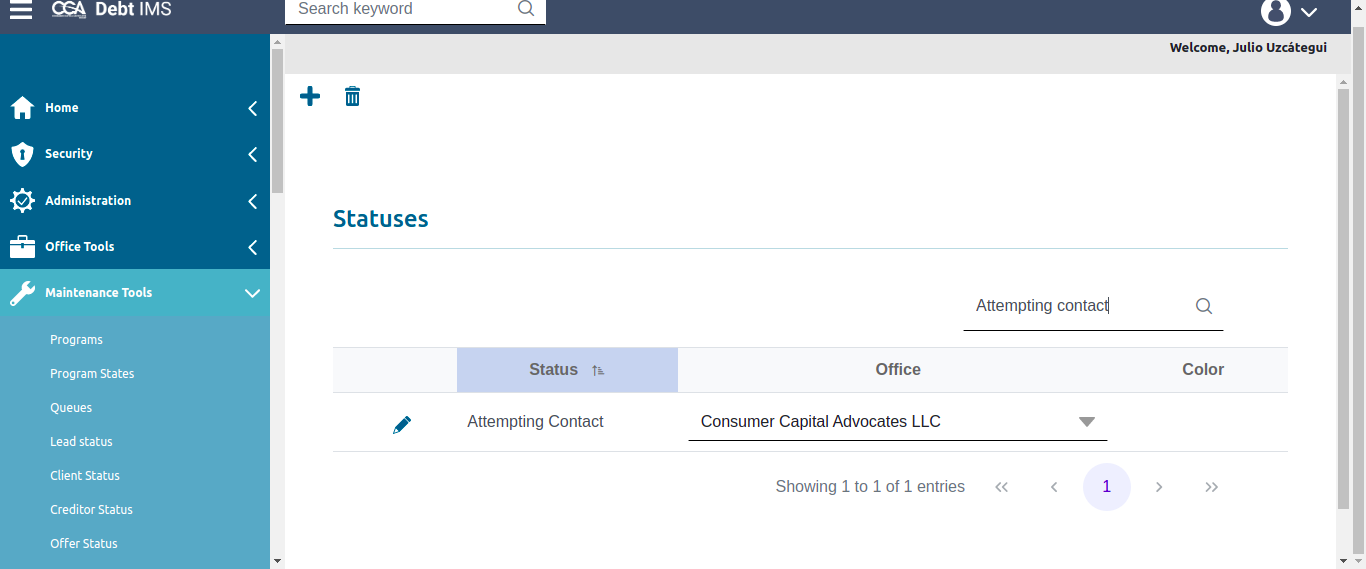 CGA Debt IMS
Search keyword
Welcome, Julio Uzcátegui
Home
Security
Administration
Office Tools
Maintenance Tools
Programs
Program States
Queues
Lead status
Client Status
Creditor Status
Offer Status
Statuses
Attempting contact
Status Office Color
Attempting Contact Consumer Capital Advocates LLC
Showing 1 to 1 of 1 entries 1